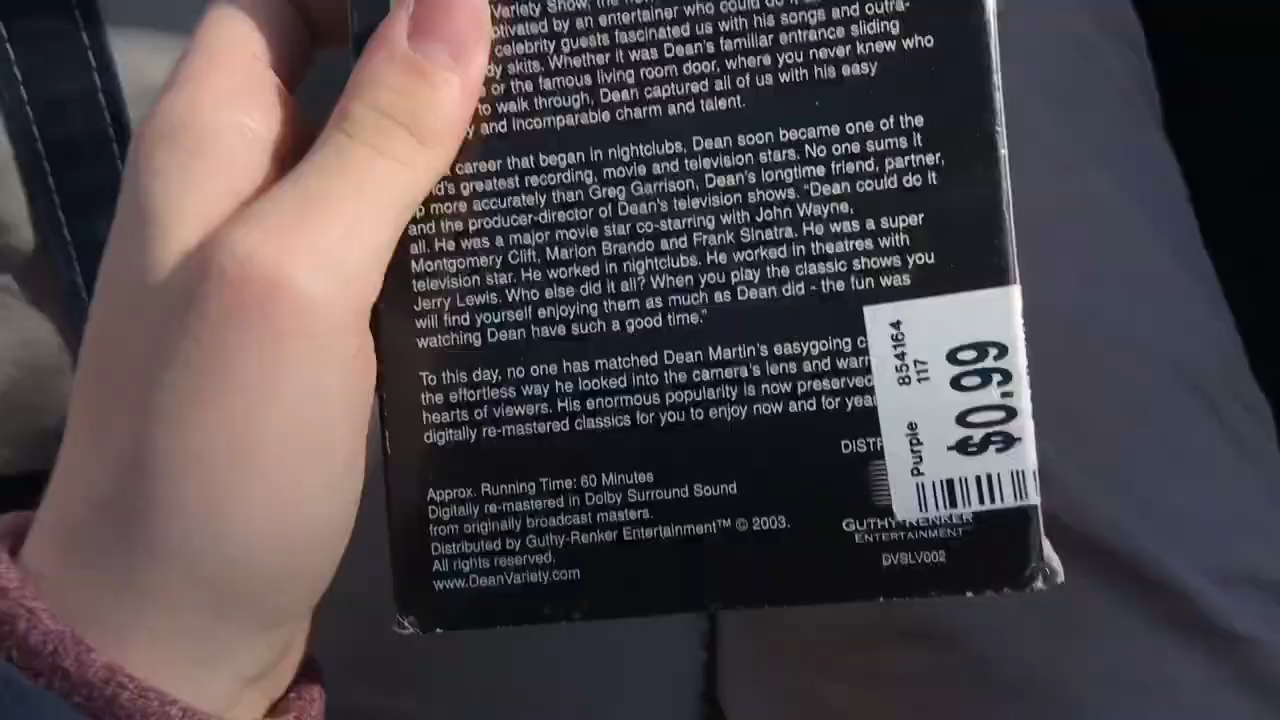 Variety Show, the
ptivated by an entertainer who could do it
celebrity guests fascinated us with his songs and outra-
dy skits. Whether it was Dean's familiar entrance sliding
or the famous living room door, where you never knew who
to walk through, Dean captured all of us with his easy
y and incomparable charm and talent.
career that began in nightclubs, Dean soon became one of the
ld's greatest recording, movie and television stars. No one sums it
p more accurately than Greg Garrison, Dean's longtime friend, partner,
and the producer-director of Dean's television shows. "Dean could do it
all. He was a major movie star co-starring with John Wayne,
Montgomery Clift, Marlon Brando and Frank Sinatra. He was a super
television star. He worked in nightclubs. He worked in theatres with
Jerry Lewis. Who else did it all? When you play the classic shows you
will find yourself enjoying them as much as Dean did - the fun was
watching Dean have such a good time."
To this day, no one has matched Dean Martin's easygoing c
the effortless way he looked into the camera's lens and warm
hearts of viewers. His enormous popularity is now preserved
digitally re-mastered classics for you to enjoy now and for yea
DISTR
Approx. Running Time: 60 Minutes
Digitally re-mastered in Dolby Surround Sound
from originally broadcast masters.
Distributed by Guthy-Renker Entertainment™ © 2003.
All rights reserved.
www.DeanVariety.com
GUTHY-RENKER
ENTERTAINMENT
DVSLV002
Purple 854164
117
$0.99